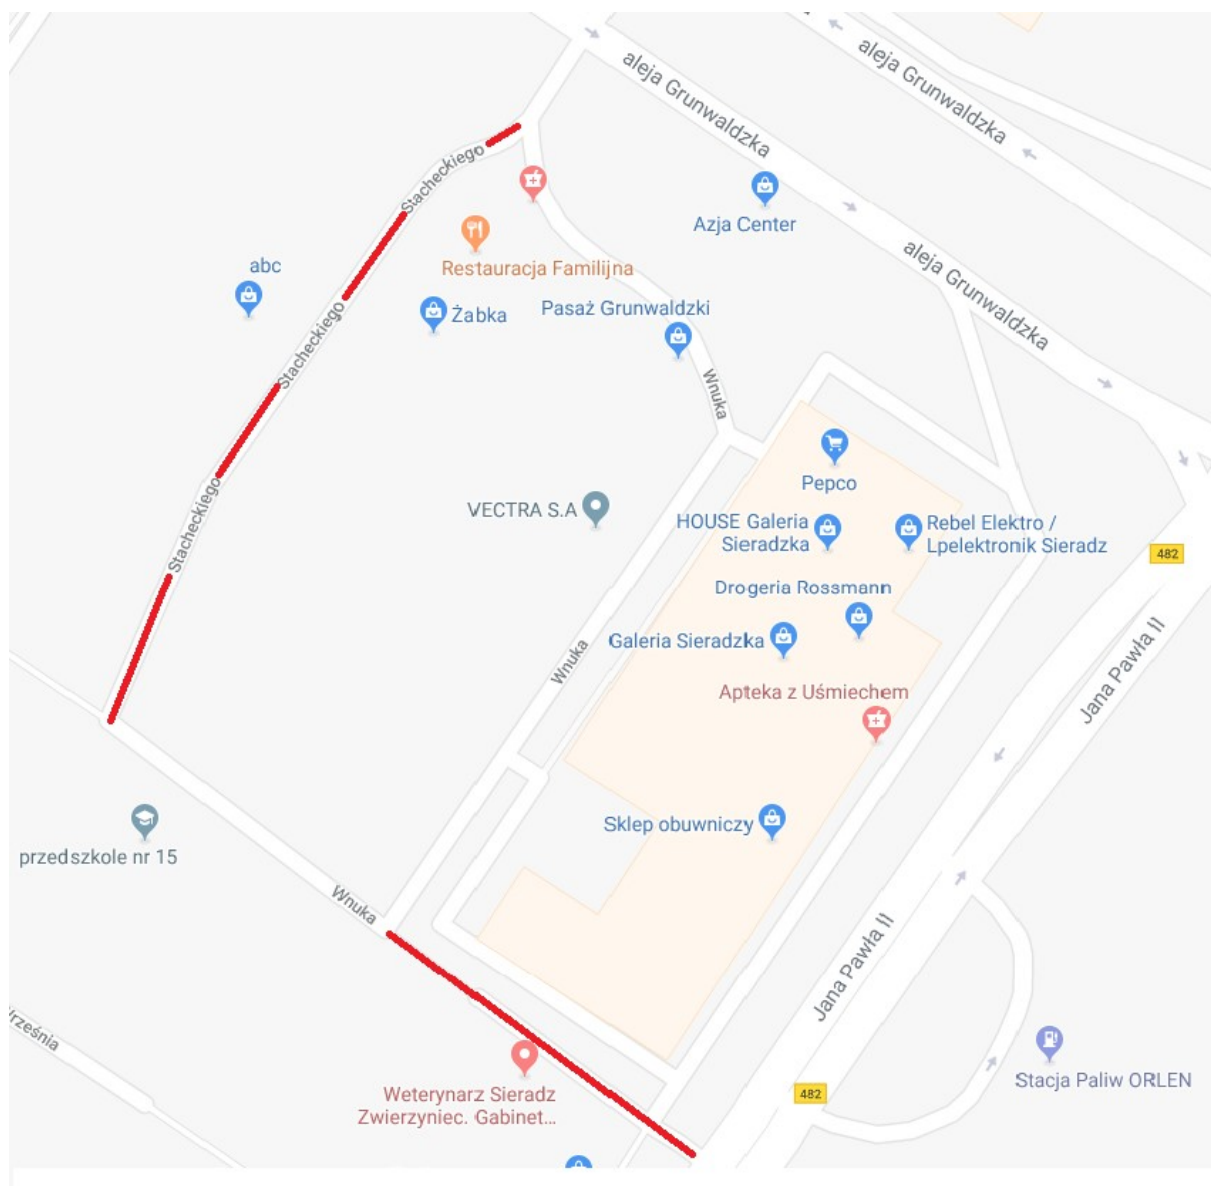 aleja Grunwaldzka
aleja Grunwaldzka
Stacheckiego
Azja Center
abc
Restauracja Familijna
aleja Grunwaldzka
Żabka
Pasaż Grunwaldzki
Stacheckiego
Wnuka
Pepco
VECTRA S.A
HOUSE Galeria
Sieradzka
Rebel Elektro /
Lpelektronik Sieradz
Stacheckiego
482
Drogeria Rossmann
Galeria Sieradzka
Wnuka
Jana Pawła II
Apteka z Uśmiechem
Sklep obuwniczy
przedszkole nr 15
Wnuka
Jana Pawła II
Września
Stacja Paliw ORLEN
482
Weterynarz Sieradz
Zwierzyniec. Gabinet...